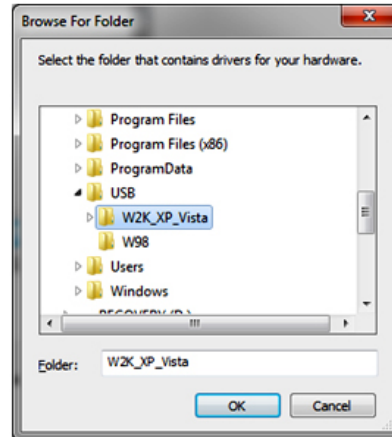 Browse For Folder
Select the folder that contains drivers for your hardware.
Program Files
Program Files (x86)
ProgramData
USB
W2K_XP_Vista
W98
Users
Windows
RECOVERY (D:)
Folder: W2K_XP_Vista
OK Cancel